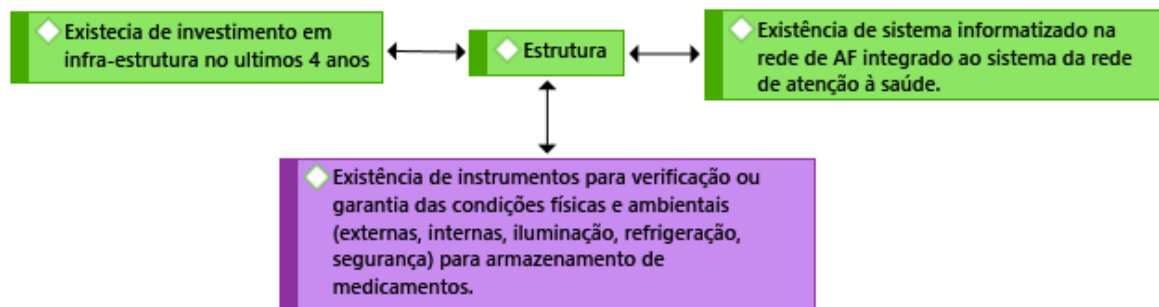 Existecia de investimento em
infra-estrutura no ultimos 4 anos
Estrutura
Existência de sistema informatizado na
rede de AF integrado ao sistema da rede
de atenção à saúde.
Existência de instrumentos para verificação ou
garantia das condições físicas e ambientais
(externas, internas, iluminação, refrigeração,
segurança) para armazenamento de
medicamentos.